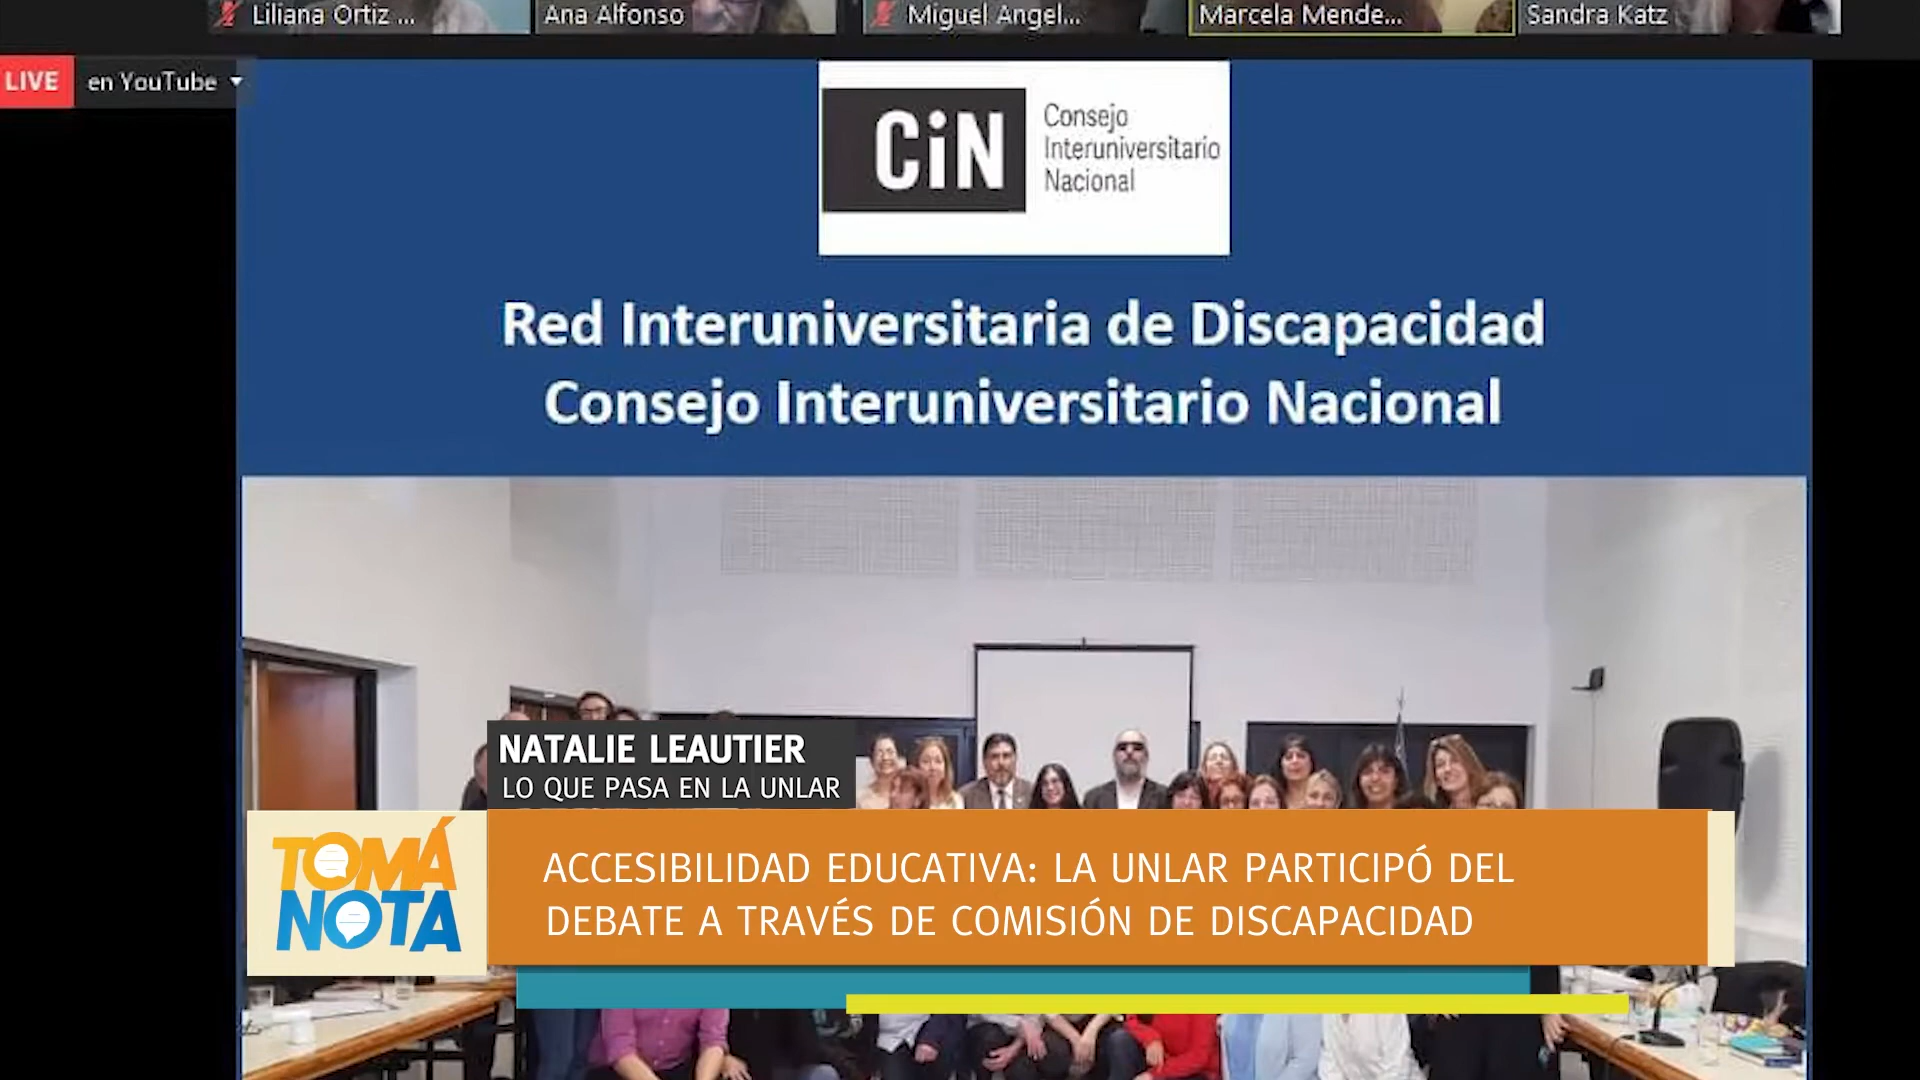 Liliana Ortiz ...
Ana Alfonso
Miguel Angel...
Marcela Mende...
Sandra Katz
LIVE
en YouTube
CiN
Consejo
Interuniversitario
Nacional
Red Interuniversitaria de Discapacidad
Consejo Interuniversitario Nacional
NATALIE LEAUTIER
LO QUE PASA EN LA UNLAR
TOMÁ
NOTA
ACCESIBILIDAD EDUCATIVA: LA UNLAR PARTICIPÓ DEL
DEBATE A TRAVÉS DE COMISIÓN DE DISCAPACIDAD